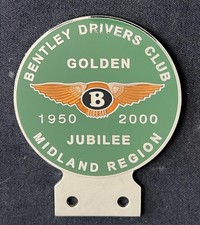 BENTLEY DRIVERS CLUB
GOLDEN
B
1950 2000
JUBILEE
MIDLAND REGION